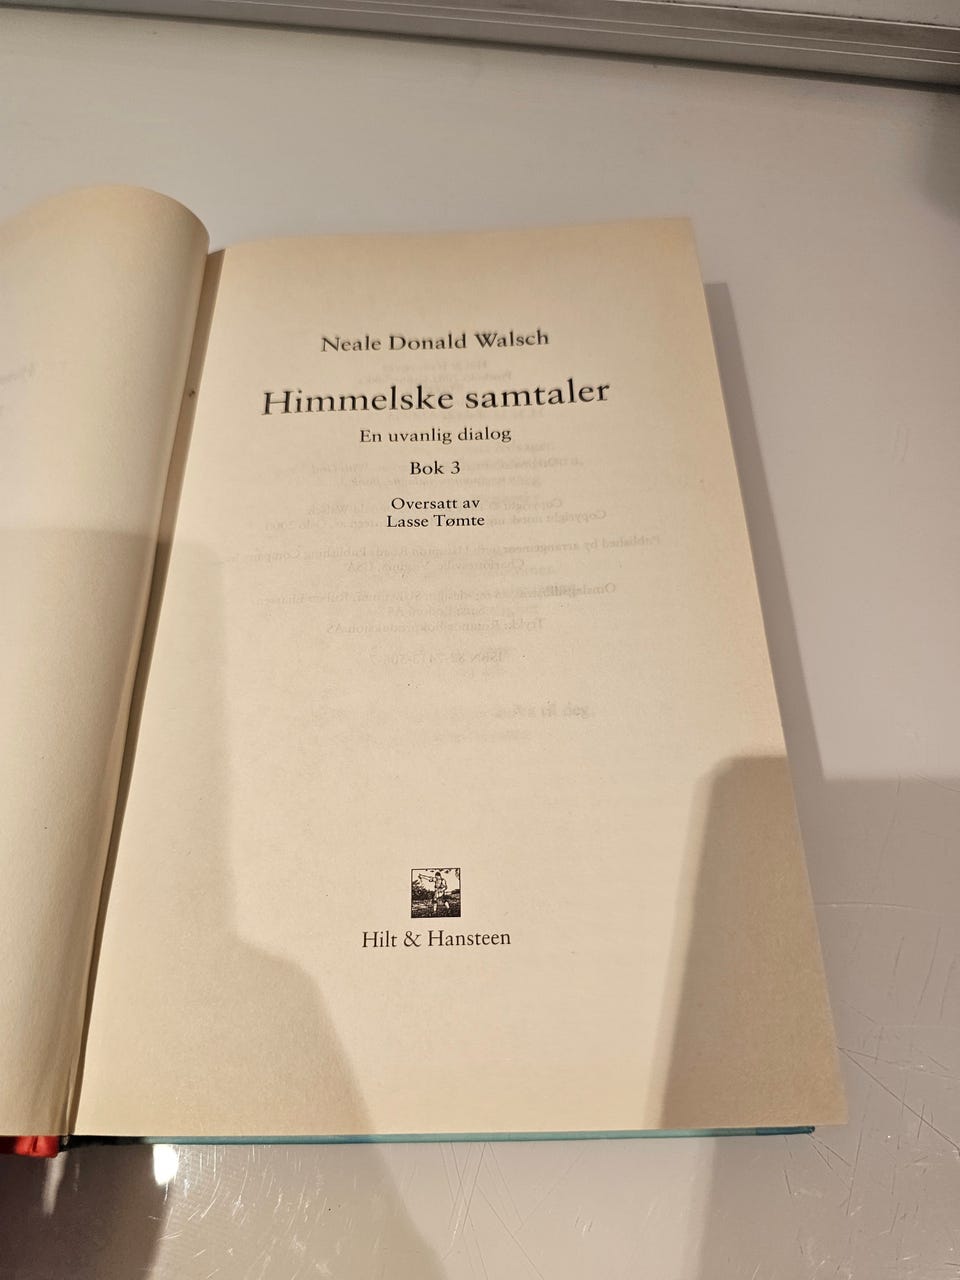 Neale Donald Walsch
Himmelske samtaler
En uvanlig dialog
Bok 3
Oversatt av
Lasse Tømte
Hilt & Hansteen